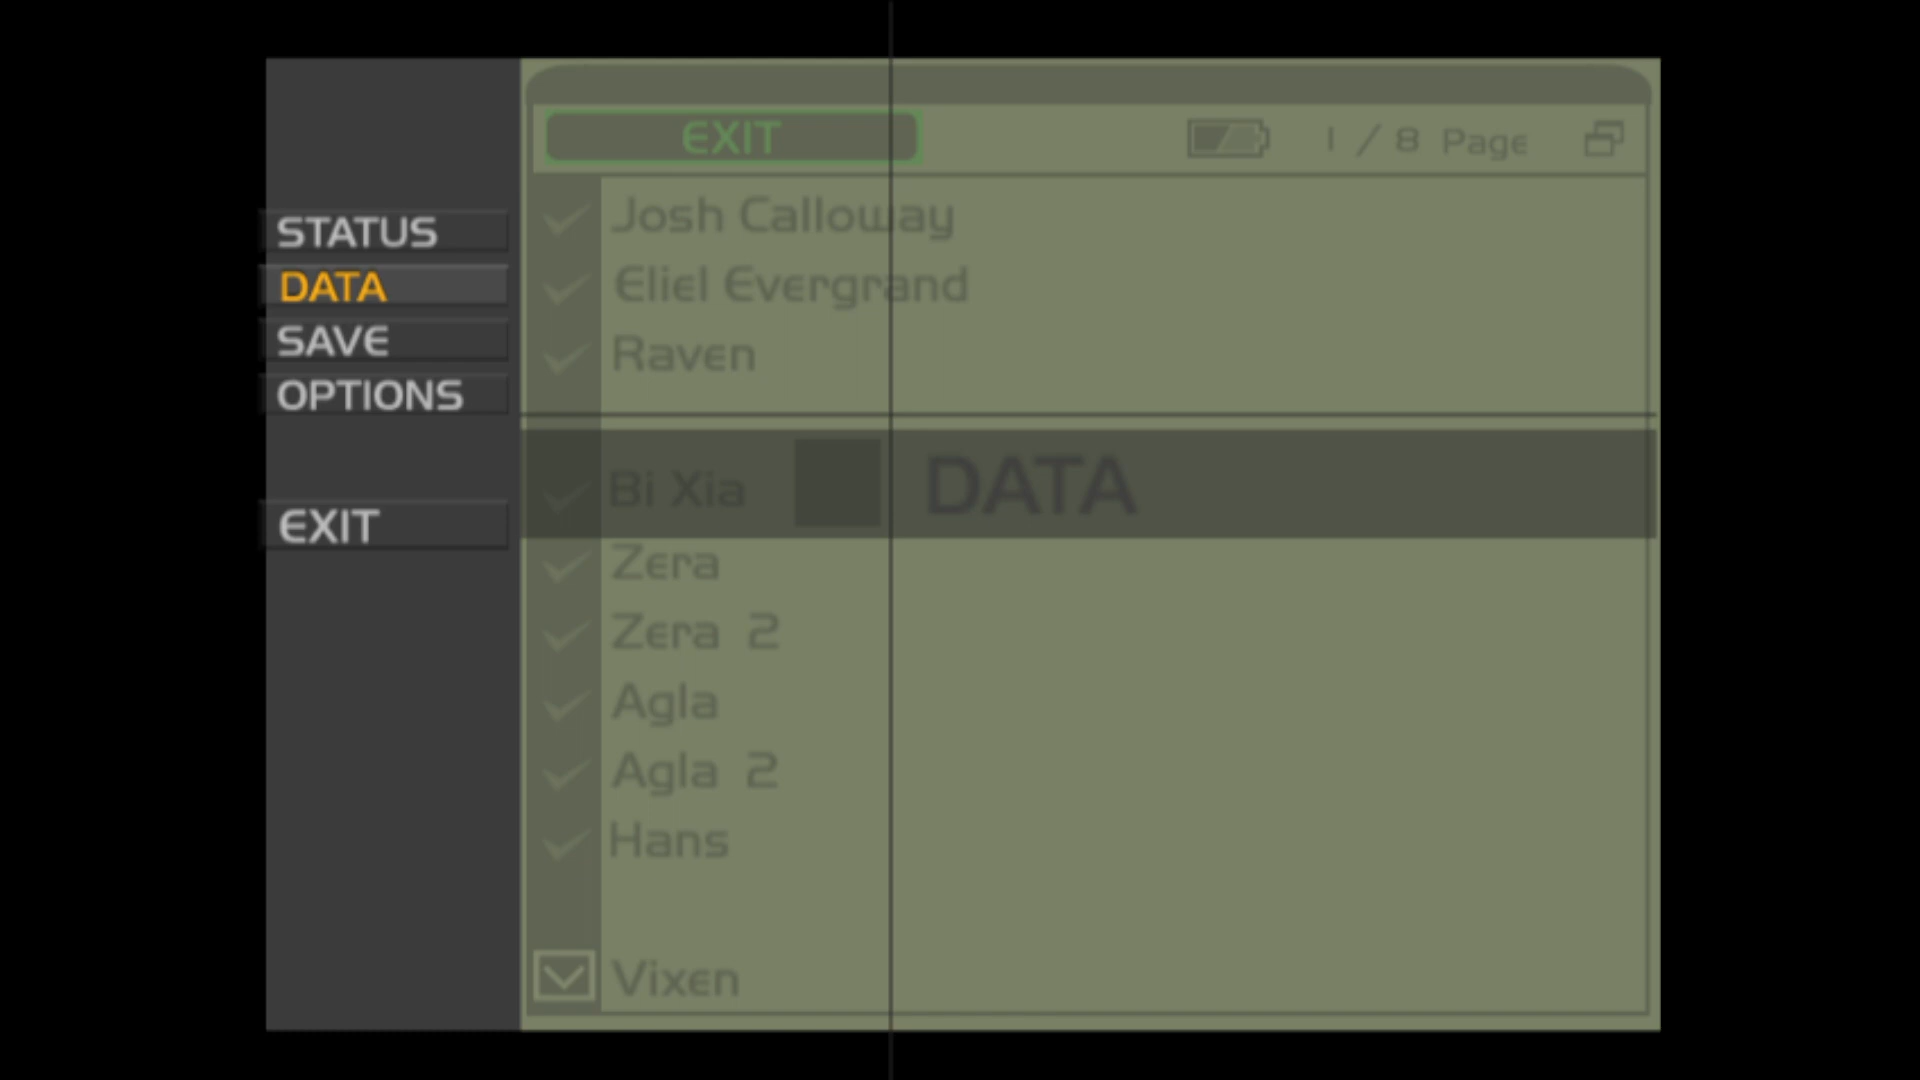 STATUS
DATA
SAVE
OPTIONS
EXIT
EXIT
1 / 8 Page
Josh Calloway
Eliel Evergrand
Raven
Bi Xia
DATA
Zera
Zera 2
Agla
Agla 2
Hans
Vixen